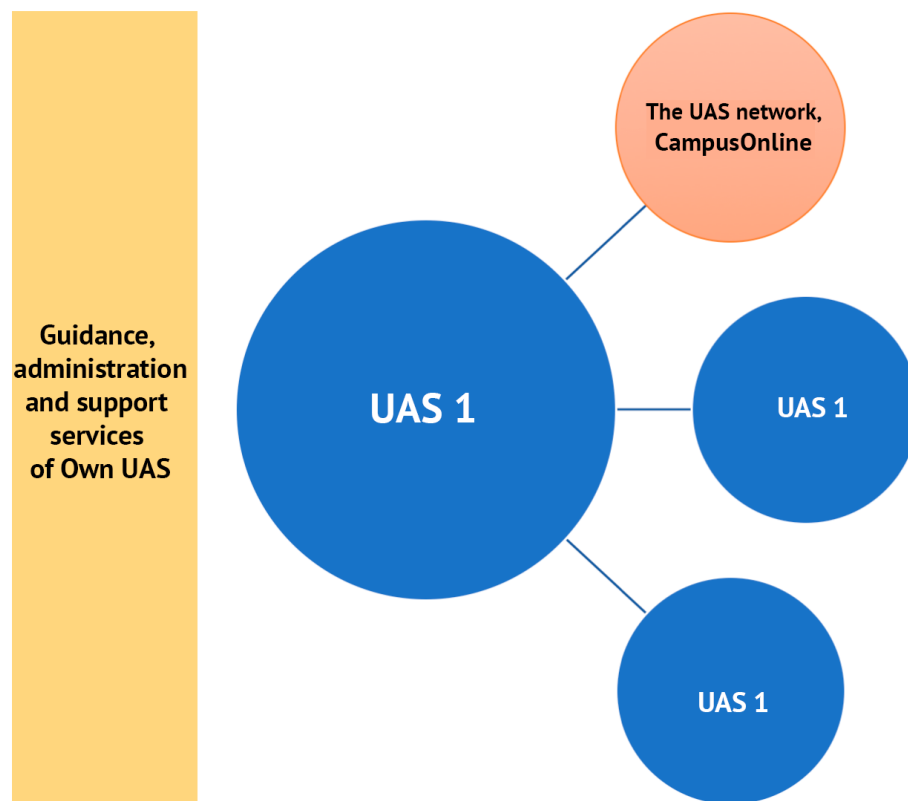 Guidance,
administration
and support
services
of Own UAS
UAS 1
The UAS network,
CampusOnline
UAS 1
UAS 1